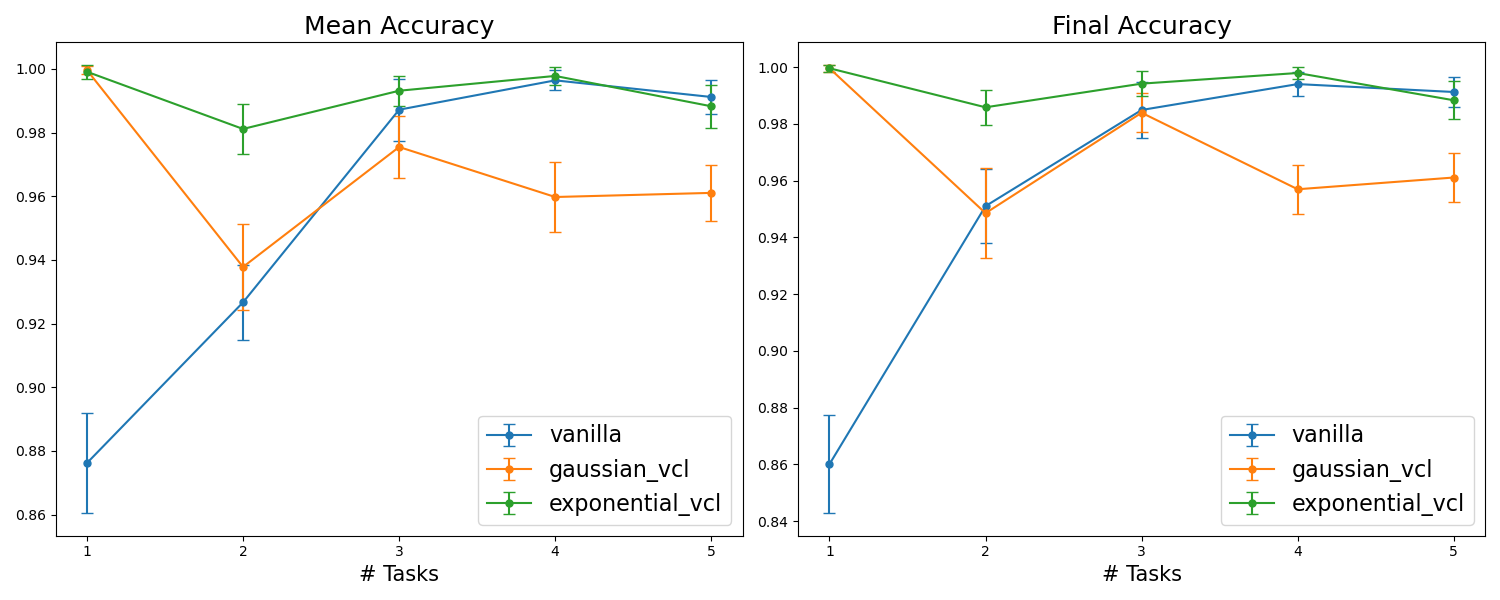 Mean Accuracy
1.00
0.98
0.96
0.94
0.92
0.90
0.88
0.86
1 2 3 4 5
# Tasks
vanilla
gaussian_vcl
exponential_vcl
Final Accuracy
1.00
0.98
0.96
0.94
0.92
0.90
0.88
0.86
0.84
1 2 3 4 5
# Tasks
vanilla
gaussian_vcl
exponential_vcl